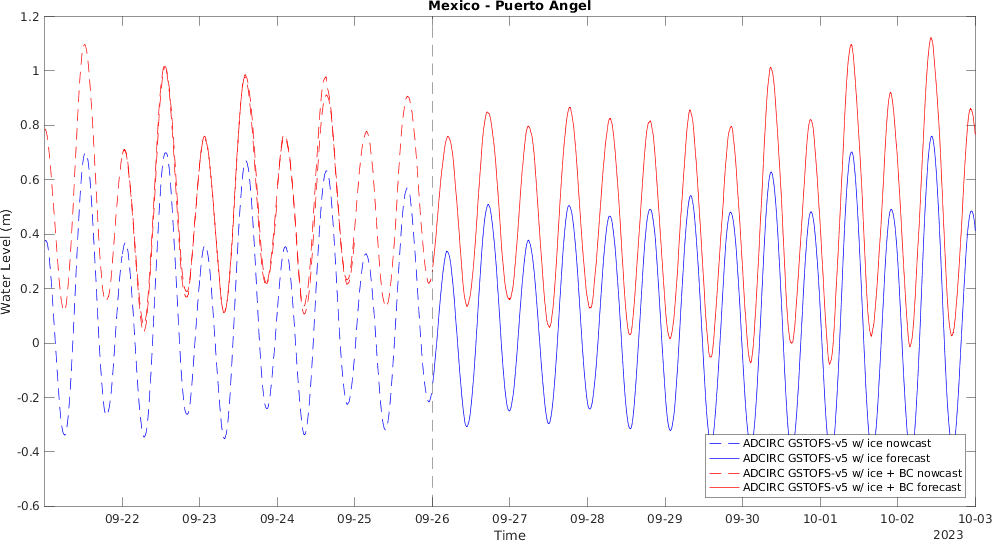 Mexico - Puerto Angel
1.2
1
0.8
0.6
0.4
0.2
0
-0.2
-0.4
-0.6
Water Level (m)
ADCIRC GSTOFS-v5 w/ ice nowcast
ADCIRC GSTOFS-v5 w/ ice forecast
ADCIRC GSTOFS-v5 w/ ice + BC nowcast
ADCIRC GSTOFS-v5 w/ ice + BC forecast
09-22 09-23 09-24 09-25 09-26 09-27 09-28 09-29 09-30 10-01 10-02 10-03
Time
2023